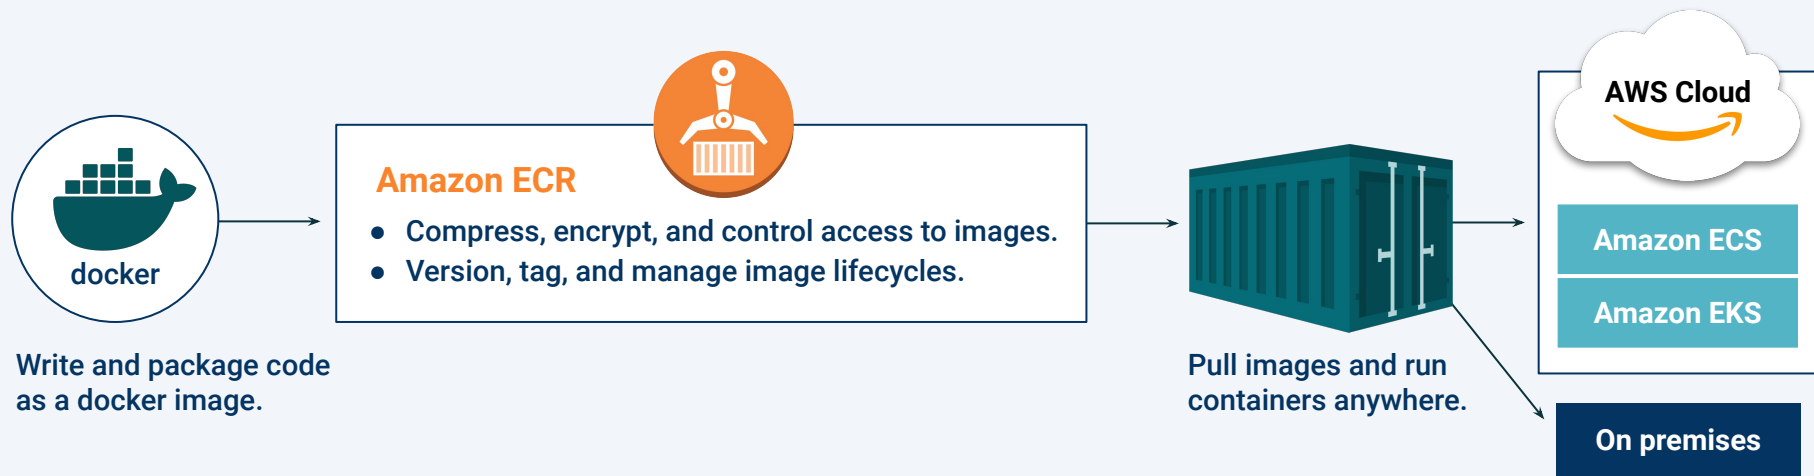 docker
Write and package code
as a docker image.
Amazon ECR
● Compress, encrypt, and control access to images.
● Version, tag, and manage image lifecycles.
Pull images and run
containers anywhere.
AWS Cloud
Amazon ECS
Amazon EKS
On premises